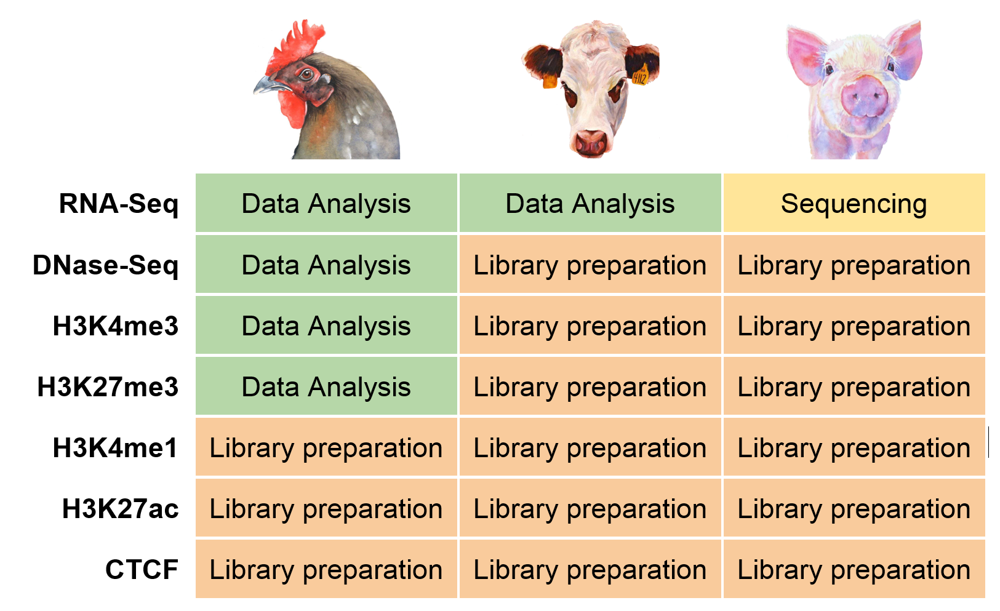 4112
RNA-Seq Data Analysis Data Analysis Sequencing
DNase-Seq Data Analysis Library preparation Library preparation
H3K4me3 Data Analysis Library preparation Library preparation
H3K27me3 Data Analysis Library preparation Library preparation
H3K4me1 Library preparation Library preparation Library preparation
H3K27ac Library preparation Library preparation Library preparation
CTCF Library preparation Library preparation Library preparation